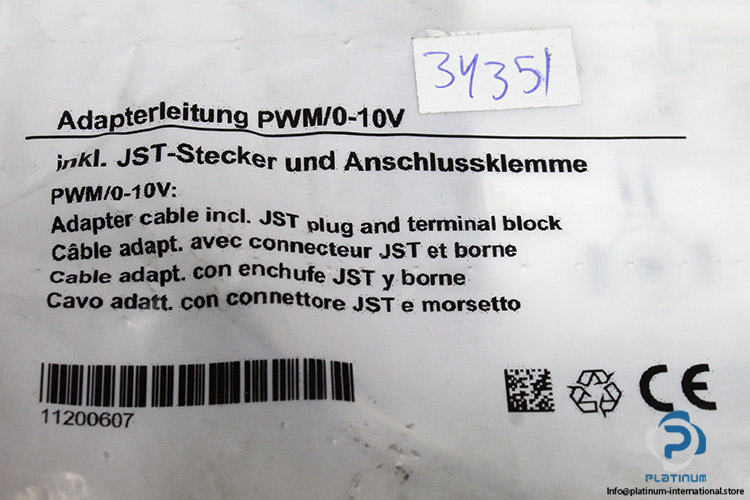 34351
Adapterleitung PWM/0-10V
inkl. JST-Stecker und Anschlussklemme
PWM/0-10V:
Adapter cable incl. JST plug and terminal block
Câble adapt. avec connecteur JST et borne
Cable adapt. con enchufe JST y borne
Cavo adatt. con connettore JST e morsetto
11200607
CE
PLATINUM
Info@platinum-international.store